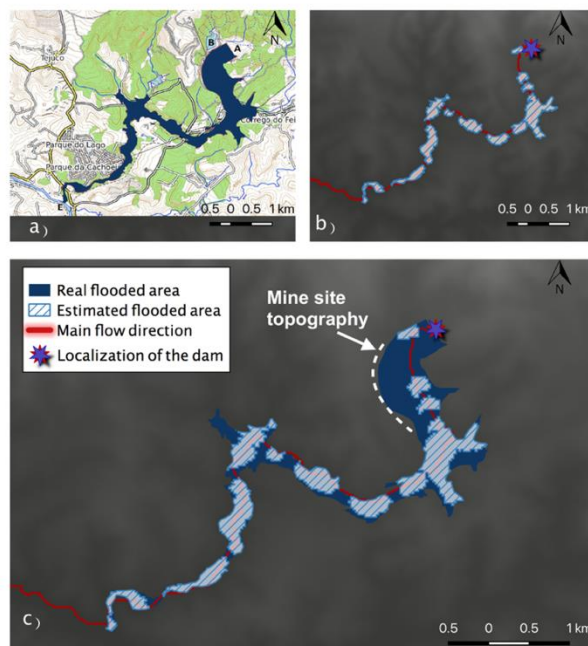 B A
N
Tejuco
Córrego do Fei
Parque do Lago
Parque da Cachoei
E
0.5 0 0.5 1 km
a)
N
0.5 0 0.5 1 km
b)
Real flooded area
Estimated flooded area
Main flow direction
Localization of the dam
Mine site
topography
N
0.5 0 0.5 1 km
c)